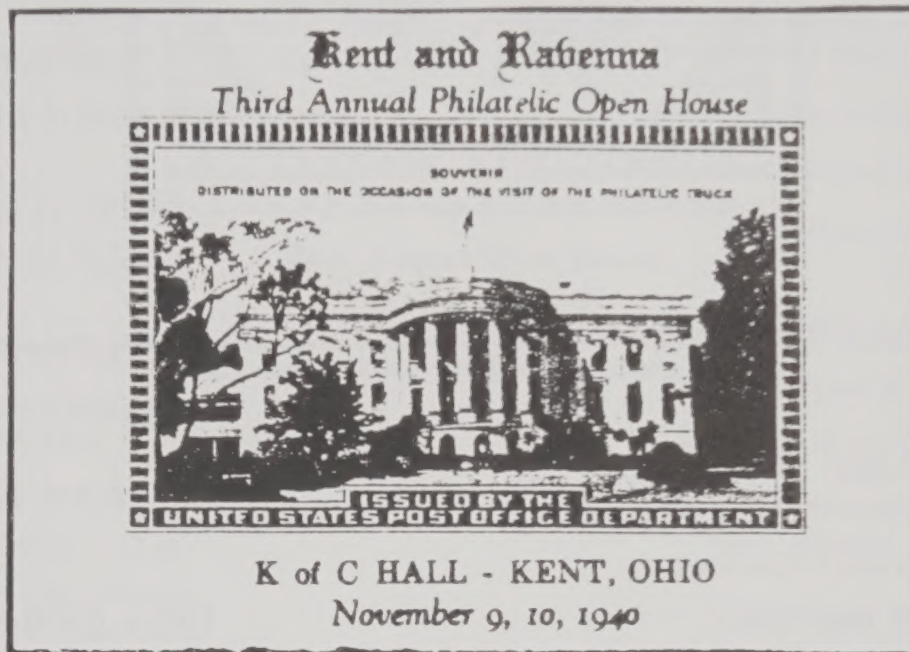 Kent and Ravenna
Third Annual Philatelic Open House
SOUVENIR
DISTRIBUTED ON THE OCCASION OF THE VISIT OF THE PHILATELIC TRUCK
ISSUED BY THE
UNITED STATES POST OFFICE DEPARTMENT
K of C HALL - KENT, OHIO
November 9, 10, 1940